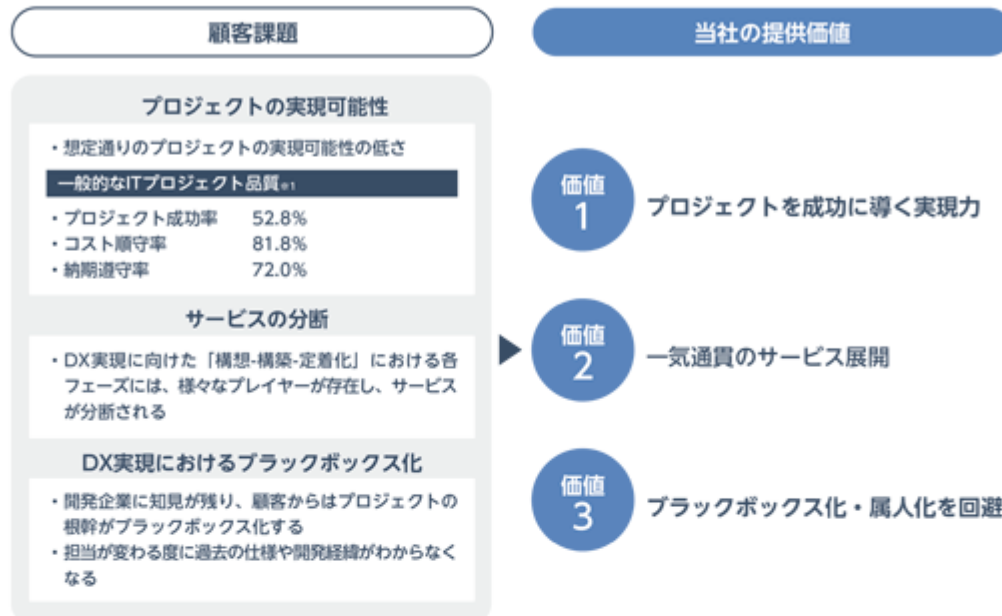 顧客課題
プロジェクトの実現可能性
・想定通りのプロジェクトの実現可能性の低さ
一般的なITプロジェクト品質※1
・プロジェクト成功率 52.8%
・コスト順守率 81.8%
・納期遵守率 72.0%
サービスの分断
・DX実現に向けた「構想-構築-定着化」における各
フェーズには、様々なプレイヤーが存在し、サービス
が分断される
DX実現におけるブラックボックス化
・開発企業に知見が残り、顧客からはプロジェクトの
根幹がブラックボックス化する
・担当が変わる度に過去の仕様や開発経緯がわからなく
なる
当社の提供価値
価値
1
プロジェクトを成功に導く実現力
価値
2
一気通貫のサービス展開
価値
3
ブラックボックス化・属人化を回避